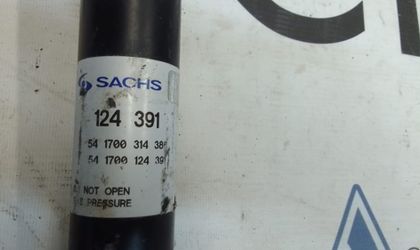 SACHS
124 391
54 1700 314 38
54 1700 124 39
NOT OPEN
PRESSURE